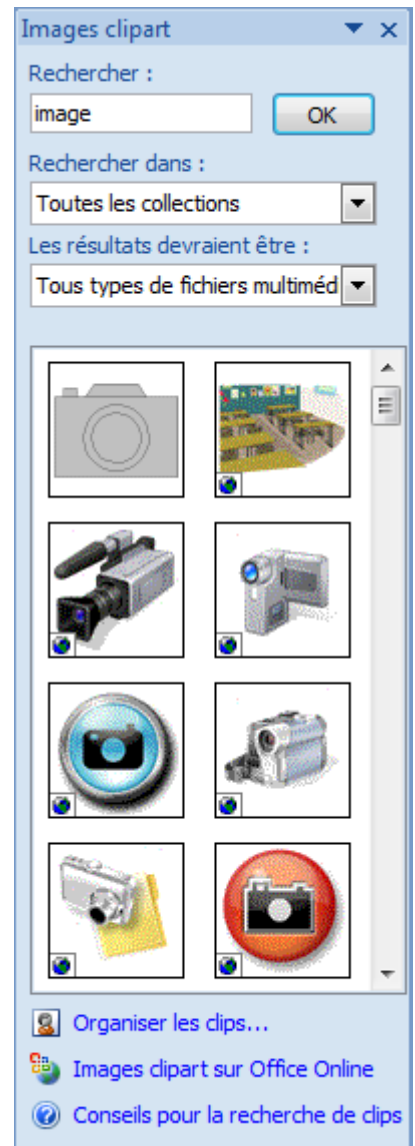 Images clipart
Rechercher :
image
OK
Rechercher dans :
Toutes les collections
Les résultats devraient être :
Tous types de fichiers multiméd
Organiser les clips...
Images clipart sur Office Online
Conseils pour la recherche de clips